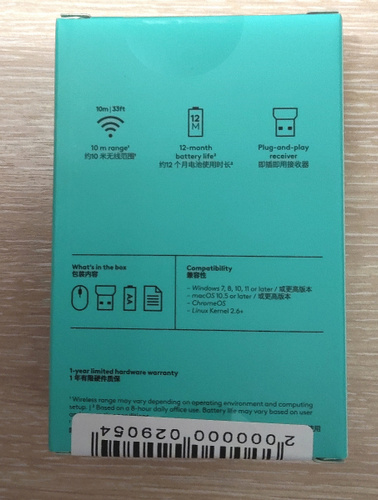 10m | 33ft
10 m range¹
约10 米无线范围¹
12
M
12-month
battery life²
约12 个月电池使用时长²
Plug-and-play
receiver
即插即用接收器
What's in the box
包装内容
AA
Compatibility
兼容性
– Windows 7, 8, 10, 11 or later / 或更高版本
– macOS 10.5 or later / 或更高版本
– ChromeOS
– Linux Kernel 2.6+
1-year limited hardware warranty
1 年有限硬件质保
¹ Wireless range may vary depending on operating environment and computing
setup. | ² Based on a 8-hour daily office use. Battery life may vary based on user
2 000000 029054